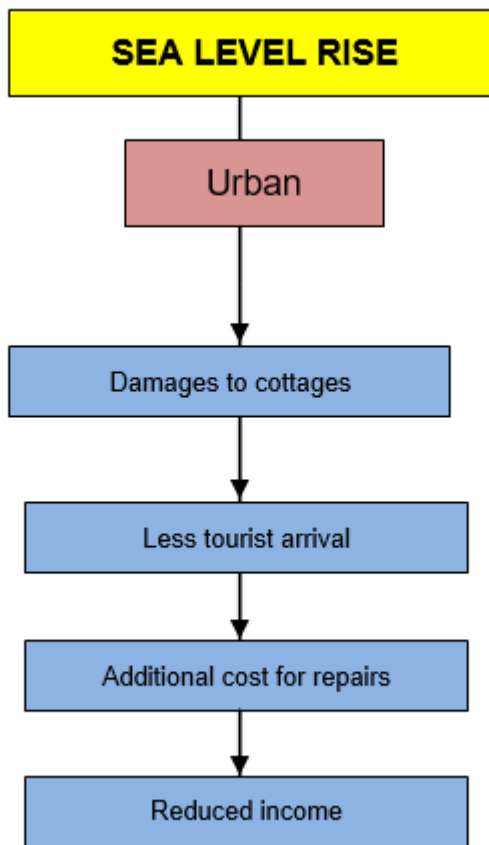 SEA LEVEL RISE
Urban
Damages to cottages
Less tourist arrival
Additional cost for repairs
Reduced income